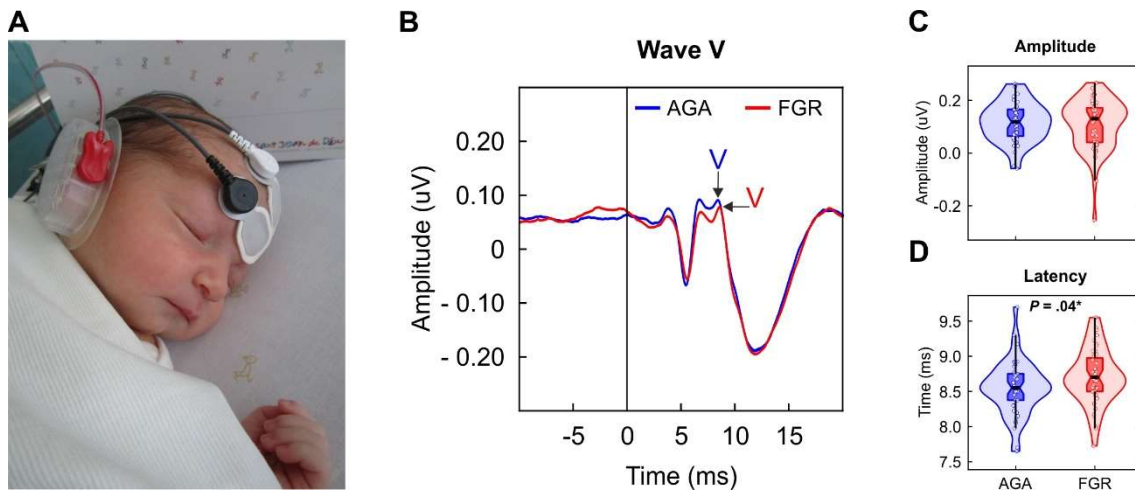 A
B
Wave V
AGA
FGR
V
V
Amplitude (uV)
0.20
0.10
0
- 0.10
- 0.20
-5
0
5
10
15
Time (ms)
C
Amplitude
Amplitude (uV)
0.2
0.0
-0.2
D
Latency
P = .04*
Time (ms)
9.5
9.0
8.5
8.0
7.5
AGA
FGR